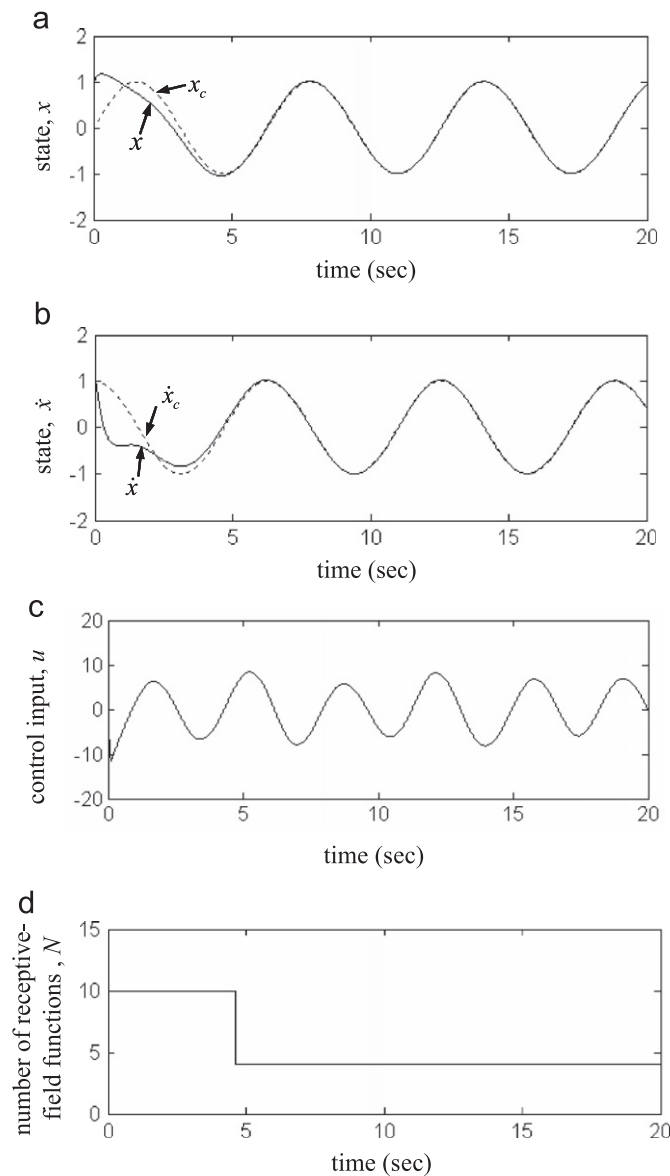 a
2
1
0
-1
-2
state, x
x_c
x
0
5
10
15
20
time (sec)
b
2
1
0
-1
-2
state, ẋ
ẋ_c
ẋ
0
5
10
15
20
time (sec)
c
20
10
0
-10
-20
control input, u
0
5
10
15
20
time (sec)
d
15
10
5
0
number of receptive-
field functions , N
0
5
10
15
20
time (sec)